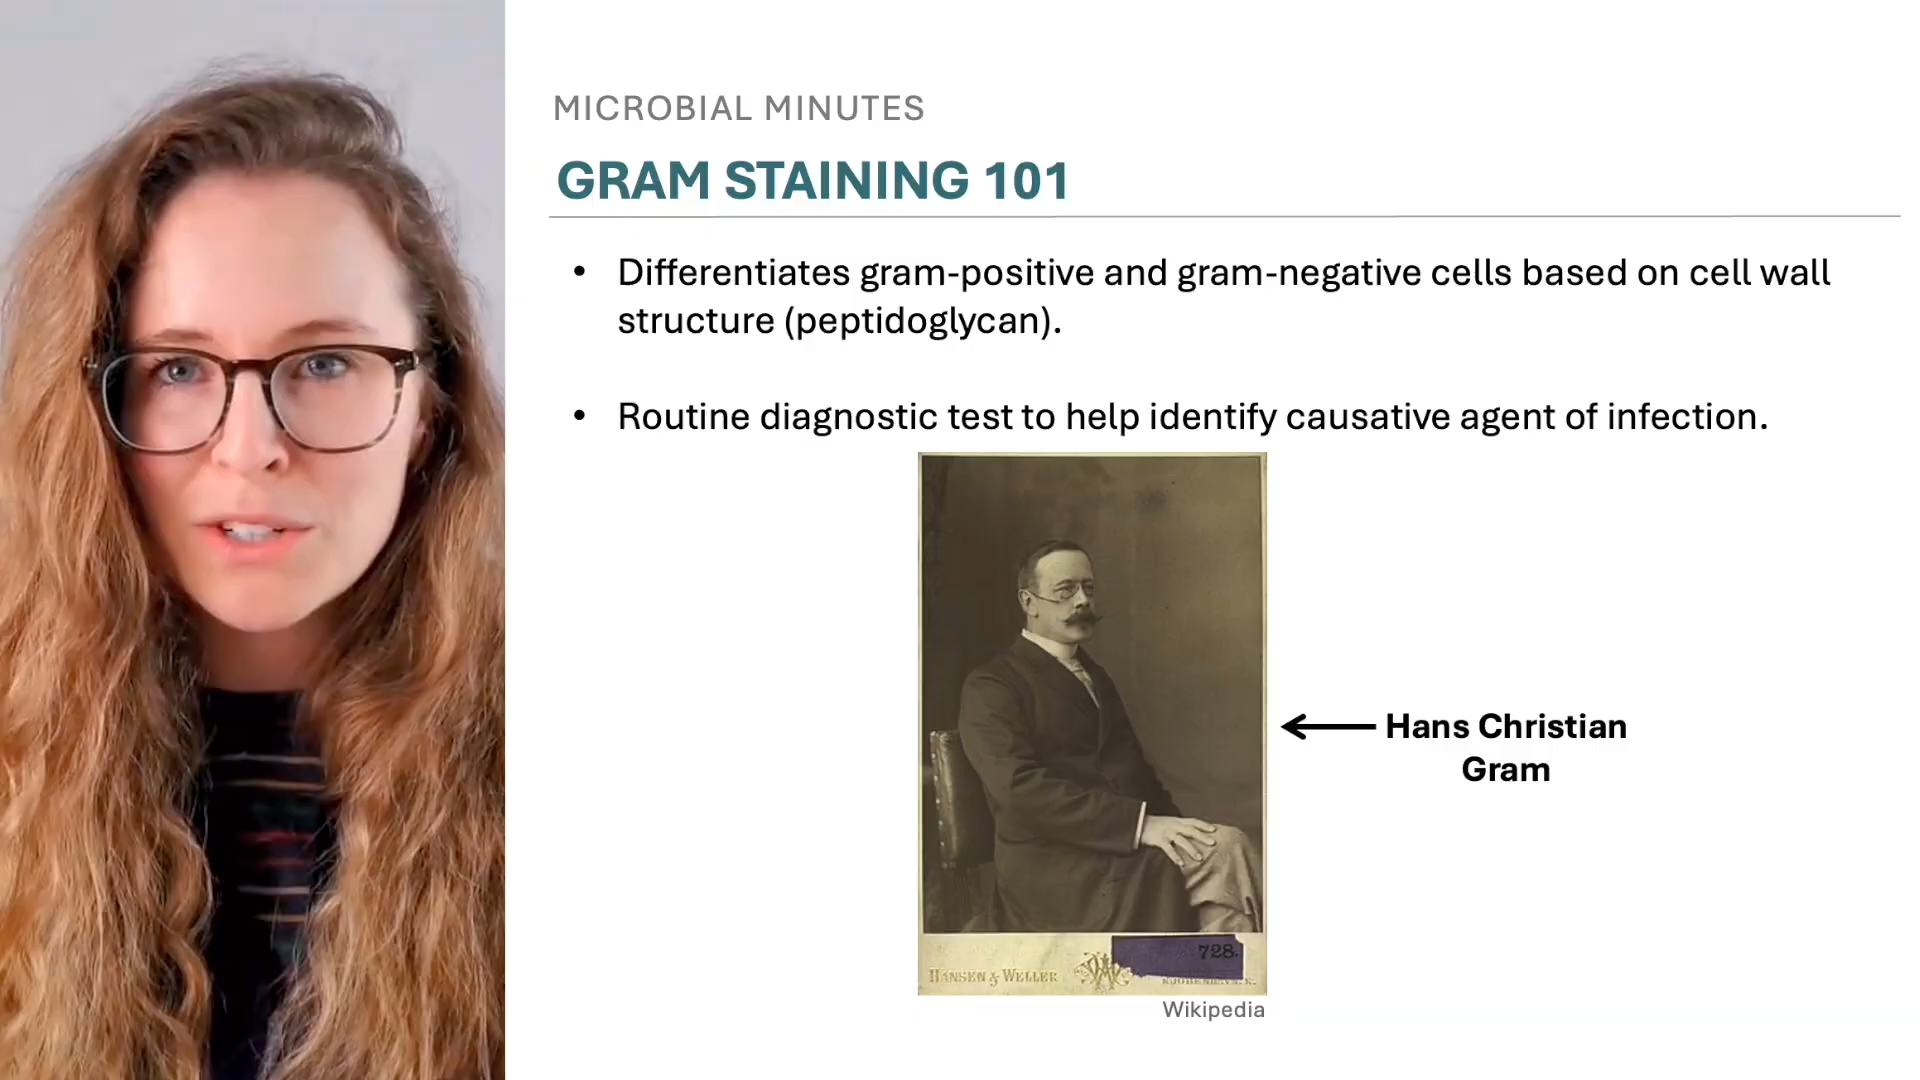 MICROBIAL MINUTES
GRAM STAINING 101
• Differentiates gram-positive and gram-negative cells based on cell wall
structure (peptidoglycan).
• Routine diagnostic test to help identify causative agent of infection.
Hans Christian
Gram
728.
HANSEN & WELLER
Wikipedia